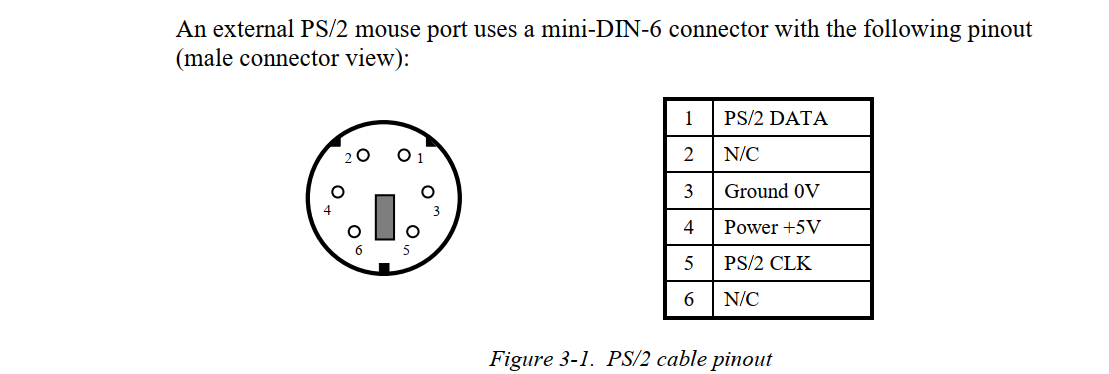 An external PS/2 mouse port uses a mini-DIN-6 connector with the following pinout
(male connector view):
2 1
4 3
6 5
1 PS/2 DATA
2 N/C
3 Ground 0V
4 Power +5V
5 PS/2 CLK
6 N/C
Figure 3-1. PS/2 cable pinout